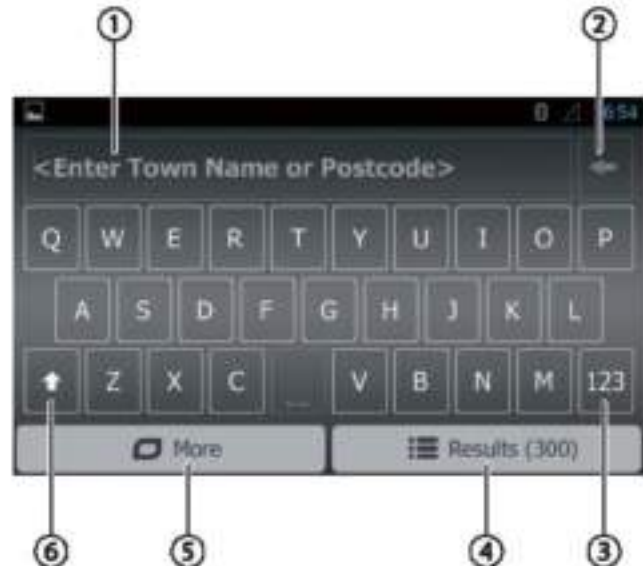 ① ②
6:54
<Enter Town Name or Postcode>
Q W E R T Y U I O P
A S D F G H J K L
Z X C _ V B N M 123
More Results (300)
⑥ ⑤ ④ ③